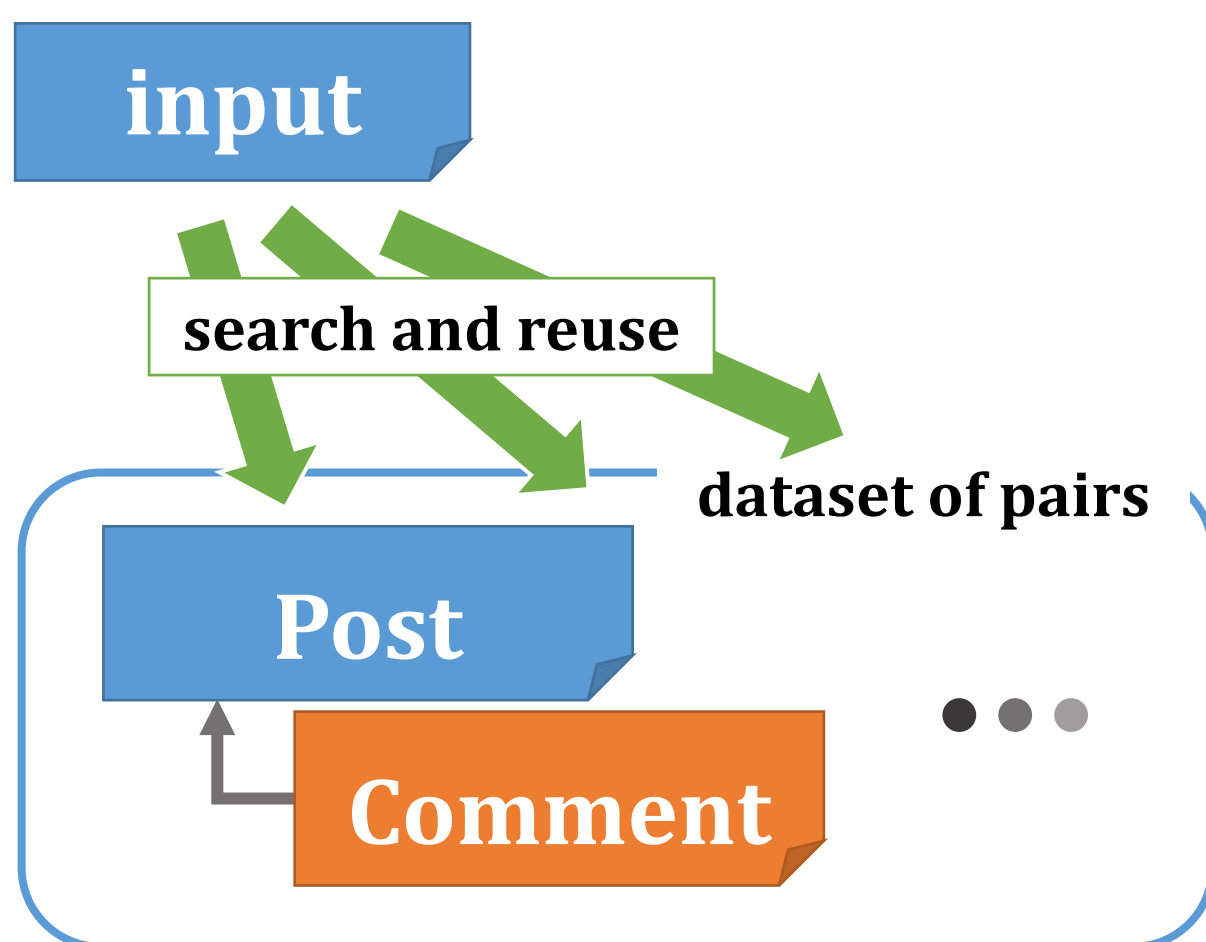 input
search and reuse
dataset of pairs
Post
Comment